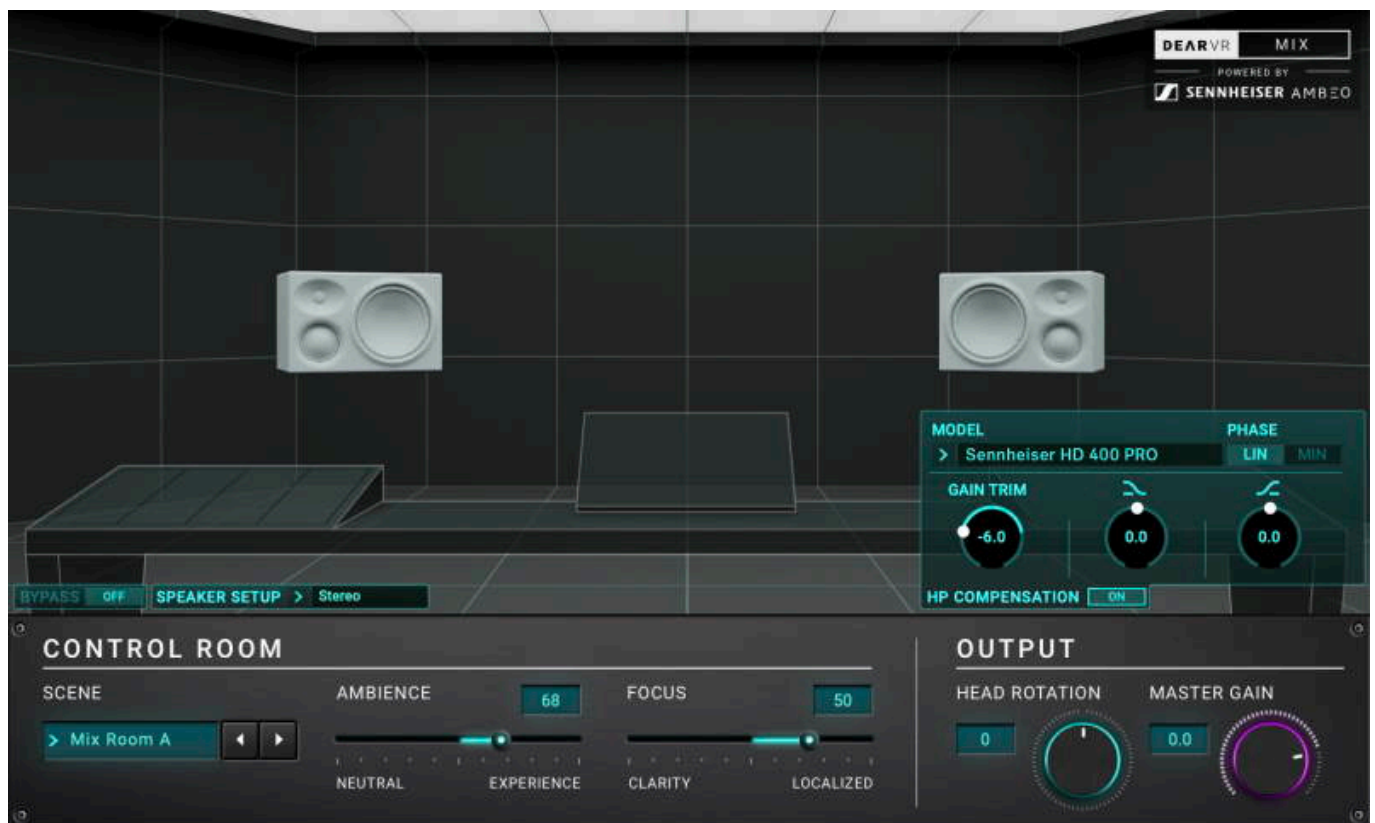 DEARVR MIX
POWERED BY
SENNHEISER AMBEO
MODEL PHASE
> Sennheiser HD 400 PRO LIN MIN
GAIN TRIM
-6.0 0.0 0.0
BYPASS OFF SPEAKER SETUP > Stereo
HP COMPENSATION ON
CONTROL ROOM
SCENE AMBIENCE 68 FOCUS 50
> Mix Room A
NEUTRAL EXPERIENCE CLARITY LOCALIZED
OUTPUT
HEAD ROTATION MASTER GAIN
0 0.0